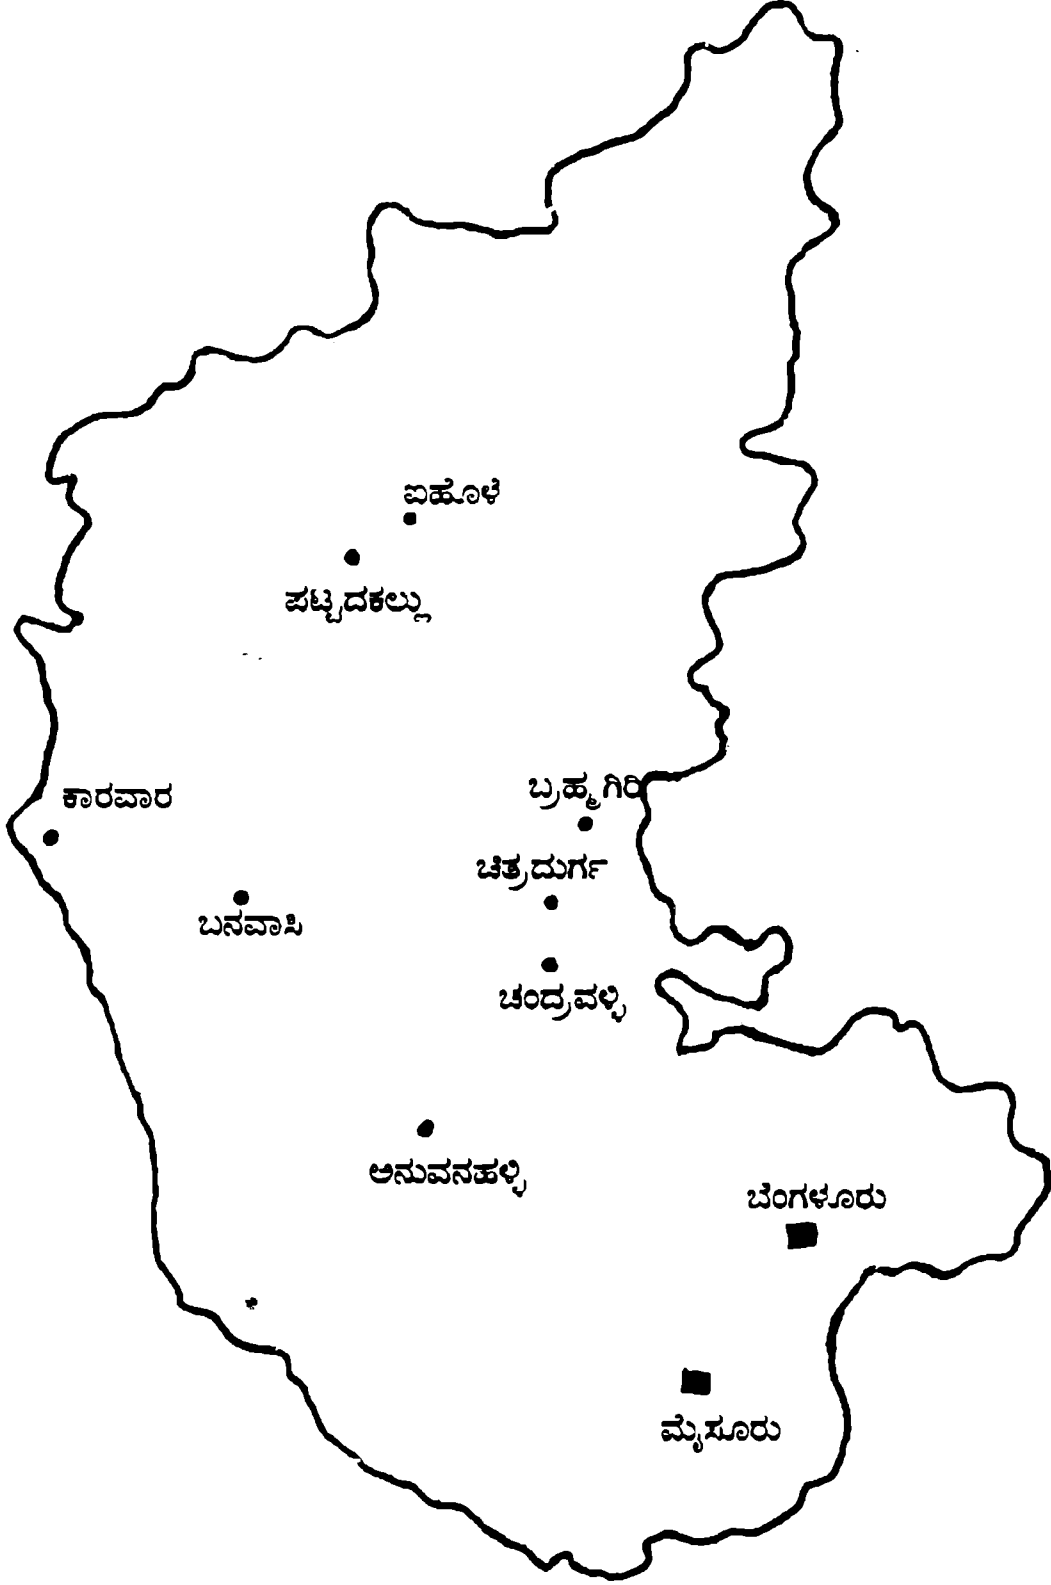 ಐಹೊಳೆ
ಪಟ್ಟದಕಲ್ಲು
ಬ್ರಹ್ಮಗಿರಿ
ಕಾರವಾರ
ಚಿತ್ರದುರ್ಗ
ಬನವಾಸಿ
ಚಂದ್ರವಳ್ಳಿ
ಅನುವನಹಳ್ಳಿ
ಬೆಂಗಳೂರು
ಮೈಸೂರು